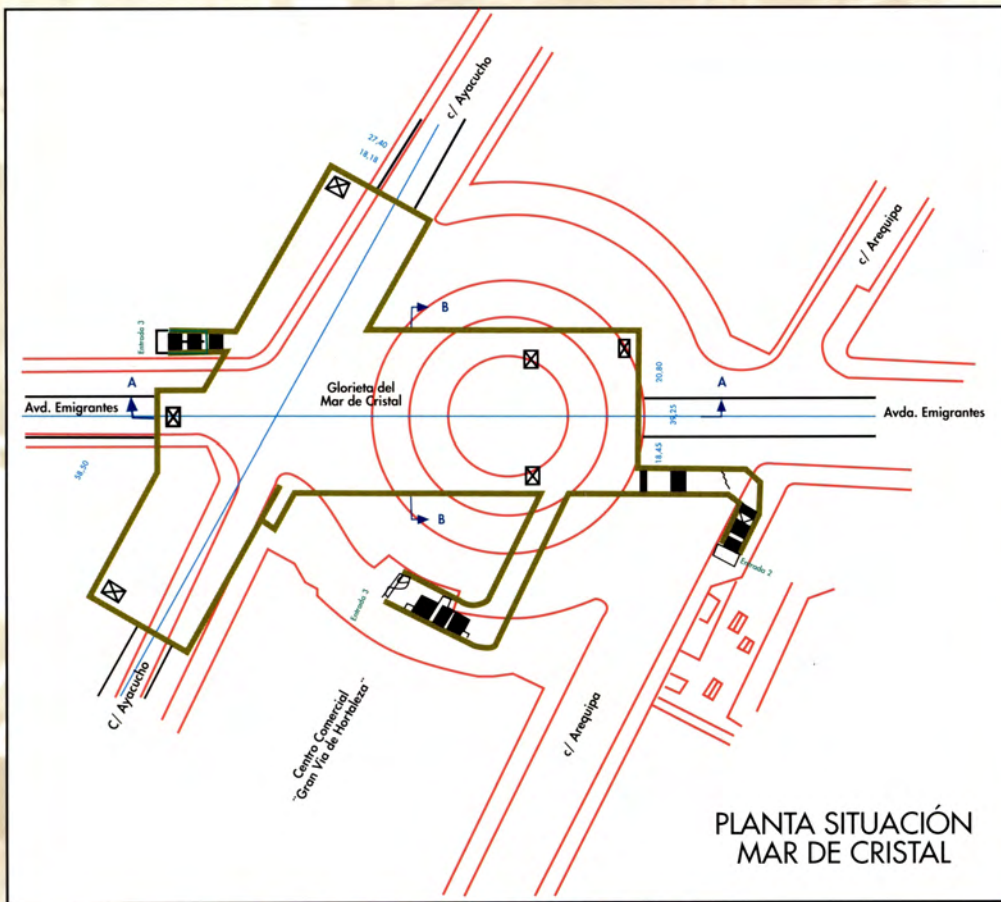 c/ Ayacucho
27,40
18,18
c/ Arequipa
Entrada 3
B
A
A
Glorieta del
Mar de Cristal
20,80
39,25
18,45
Avd. Emigrantes
Avda. Emigrantes
58,50
B
Entrada 2
Entrada 3
C/ Ayacucho
Centro Comercial
¨Gran Via de Hortaleza¨
c/ Arequipa
PLANTA SITUACIÓN
MAR DE CRISTAL